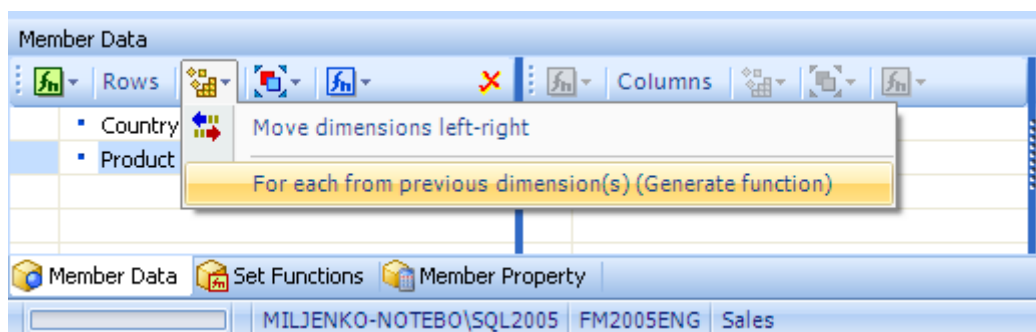 Member Data
Rows
Columns
Country
Move dimensions left-right
Product
For each from previous dimension(s) (Generate function)
Member Data Set Functions Member Property
MILJENKO-NOTEBO\SQL2005 FM2005ENG Sales